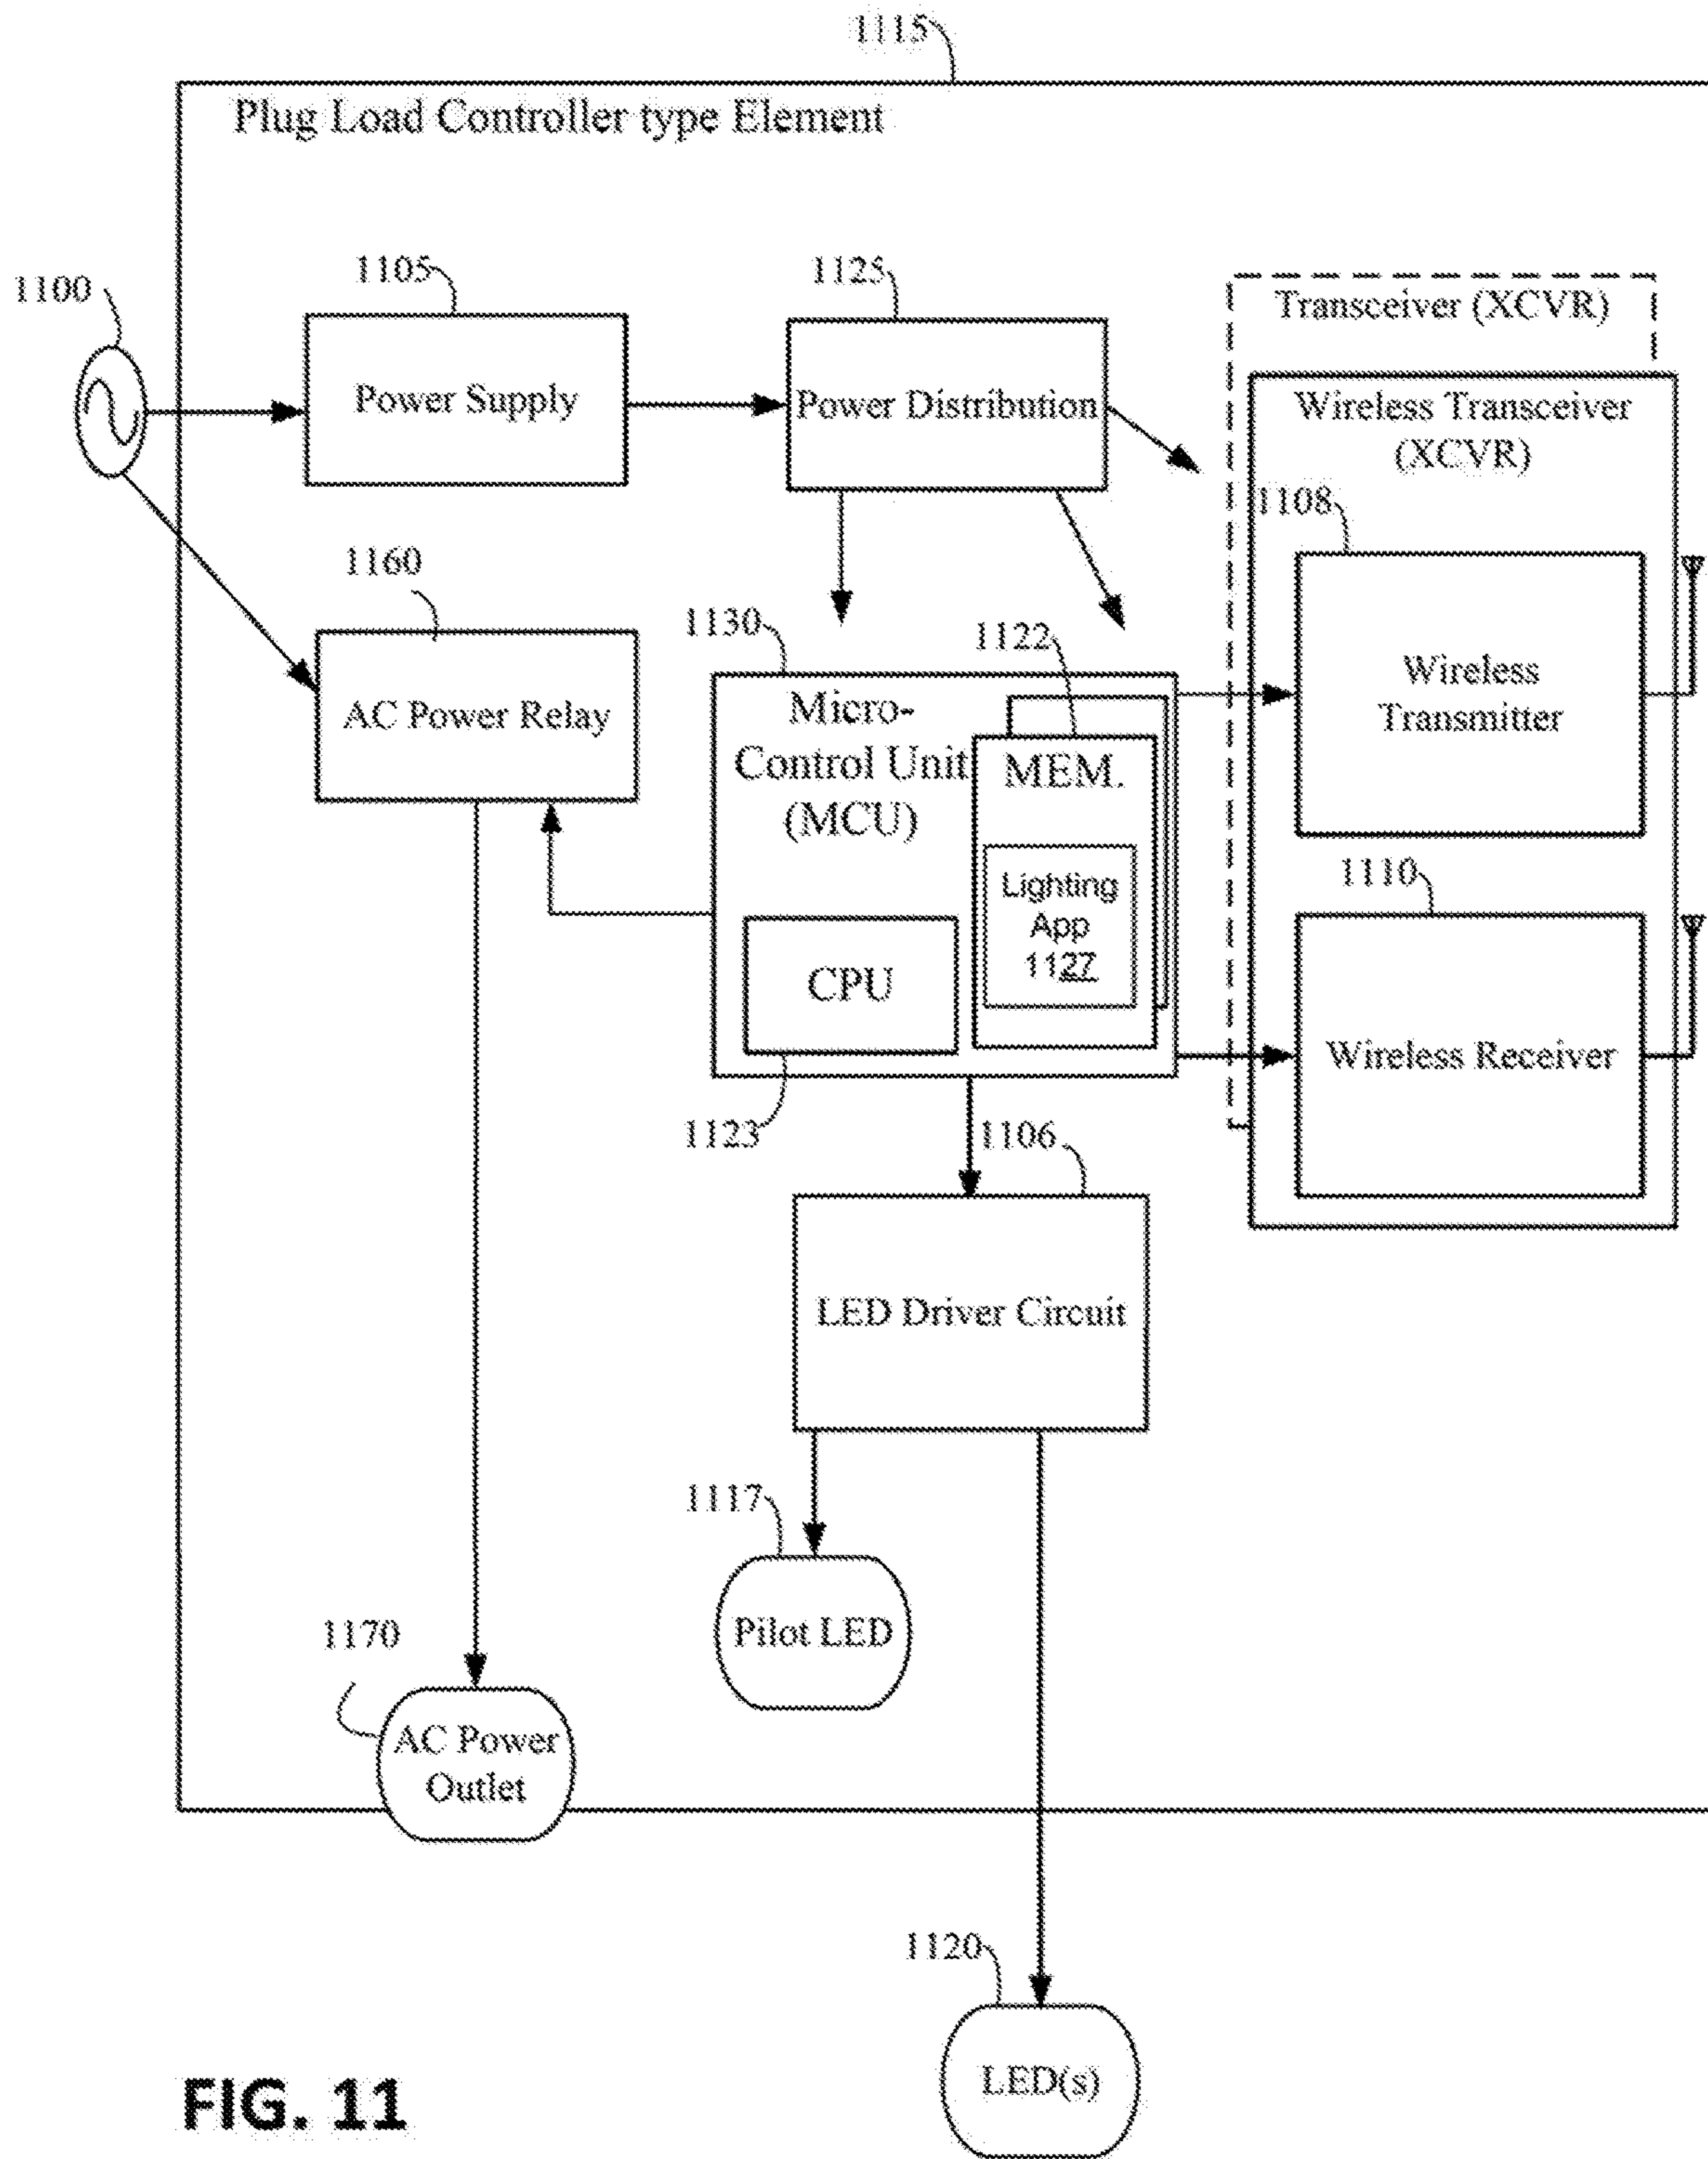 1115
Plug Load Controller type Element
1100
1105
1125
Transceiver (XCVR)
Power Supply
Power Distribution
Wireless Transceiver
(XCVR)
1108
1160
1130
1122
AC Power Relay
Micro-
Control Unit
(MCU)
MEM.
Wireless
Transmitter
Lighting
App
1127
1110
CPU
Wireless Receiver
1123
1106
LED Driver Circuit
1117
Pilot LED
1170
AC Power
Outlet
1120
LED(s)
FIG. 11